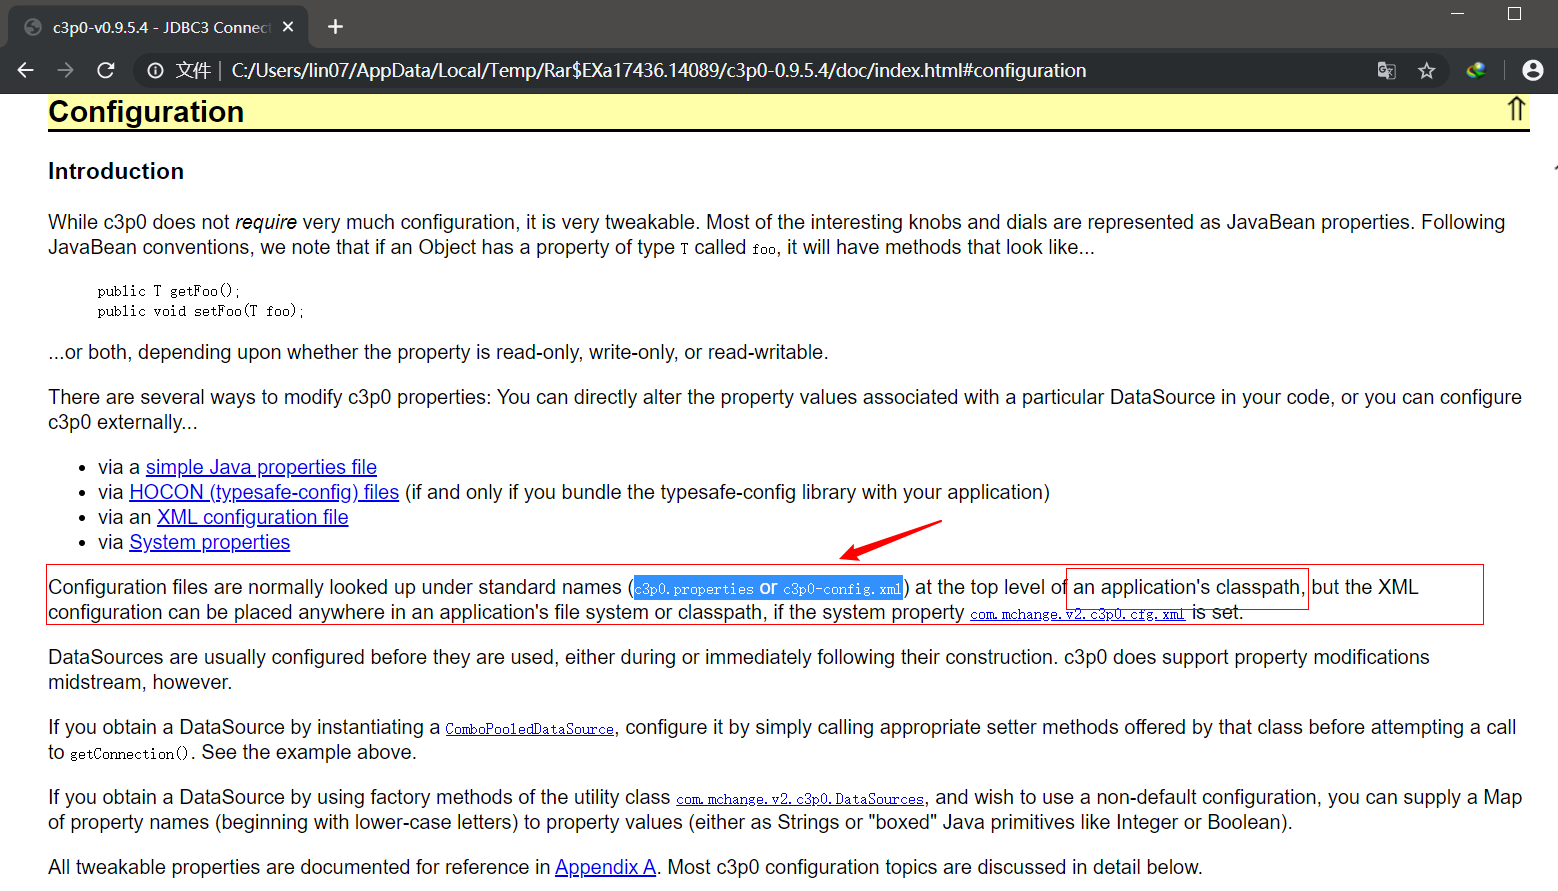 c3p0-v0.9.5.4 - JDBC3 Connect
文件 | C:/Users/lin07/AppData/Local/Temp/Rar$EXa17436.14089/c3p0-0.9.5.4/doc/index.html#configuration
Configuration ⇑
Introduction
While c3p0 does not require very much configuration, it is very tweakable. Most of the interesting knobs and dials are represented as JavaBean properties. Following
JavaBean conventions, we note that if an Object has a property of type T called foo, it will have methods that look like...
public T getFoo();
public void setFoo(T foo);
...or both, depending upon whether the property is read-only, write-only, or read-writable.
There are several ways to modify c3p0 properties: You can directly alter the property values associated with a particular DataSource in your code, or you can configure
c3p0 externally...
• via a simple Java properties file
• via HOCON (typesafe-config) files (if and only if you bundle the typesafe-config library with your application)
• via an XML configuration file
• via System properties
Configuration files are normally looked up under standard names (c3p0.properties or c3p0-config.xml) at the top level of an application's classpath, but the XML
configuration can be placed anywhere in an application's file system or classpath, if the system property com.mchange.v2.c3p0.cfg.xml is set.
DataSources are usually configured before they are used, either during or immediately following their construction. c3p0 does support property modifications
midstream, however.
If you obtain a DataSource by instantiating a ComboPooledDataSource, configure it by simply calling appropriate setter methods offered by that class before attempting a call
to getConnection(). See the example above.
If you obtain a DataSource by using factory methods of the utility class com.mchange.v2.c3p0.DataSources, and wish to use a non-default configuration, you can supply a Map
of property names (beginning with lower-case letters) to property values (either as Strings or "boxed" Java primitives like Integer or Boolean).
All tweakable properties are documented for reference in Appendix A. Most c3p0 configuration topics are discussed in detail below.